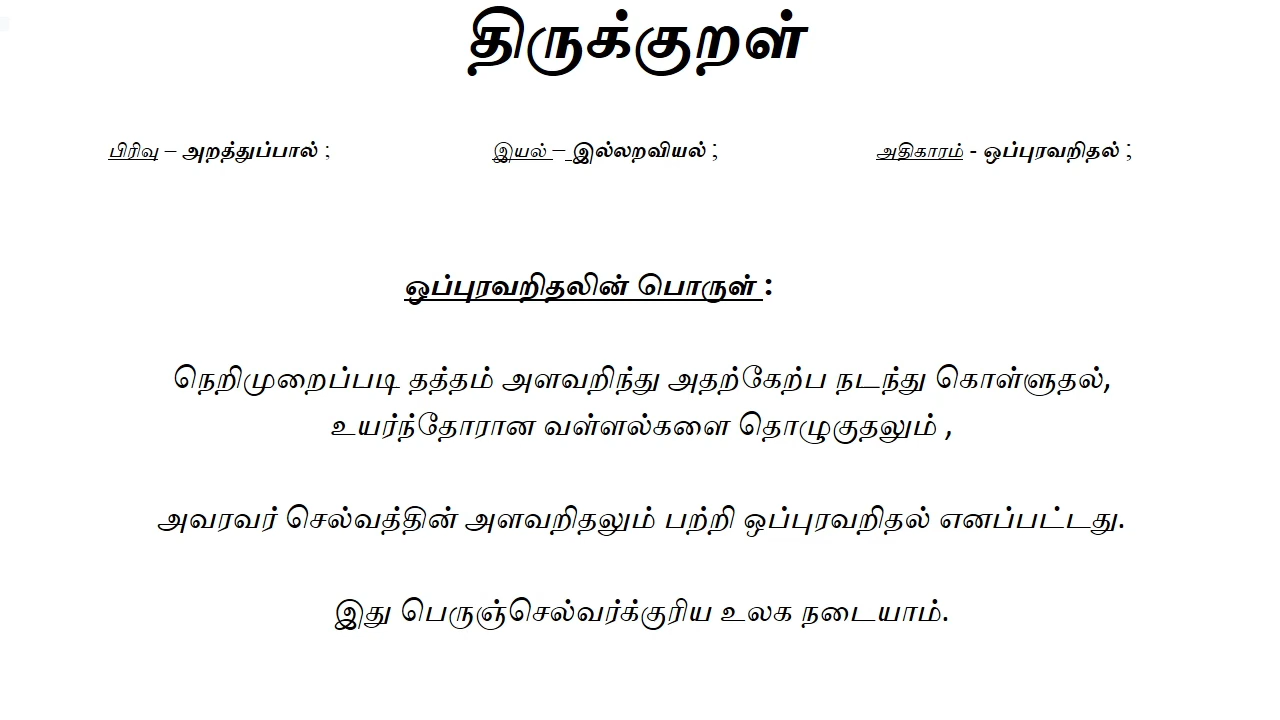 திருக்குறள்
பிரிவு – அறத்துப்பால் ; இயல் – இல்லறவியல் ; அதிகாரம் - ஒப்புரவறிதல் ;
ஒப்புரவறிதலின் பொருள் :
நெறிமுறைப்படி தத்தம் அளவறிந்து அதற்கேற்ப நடந்து கொள்ளுதல்,
உயர்ந்தோரான வள்ளல்களை தொழுகுதலும் ,
அவரவர் செல்வத்தின் அளவறிதலும் பற்றி ஒப்புரவறிதல் எனப்பட்டது.
இது பெருஞ்செல்வர்க்குரிய உலக நடையாம்.